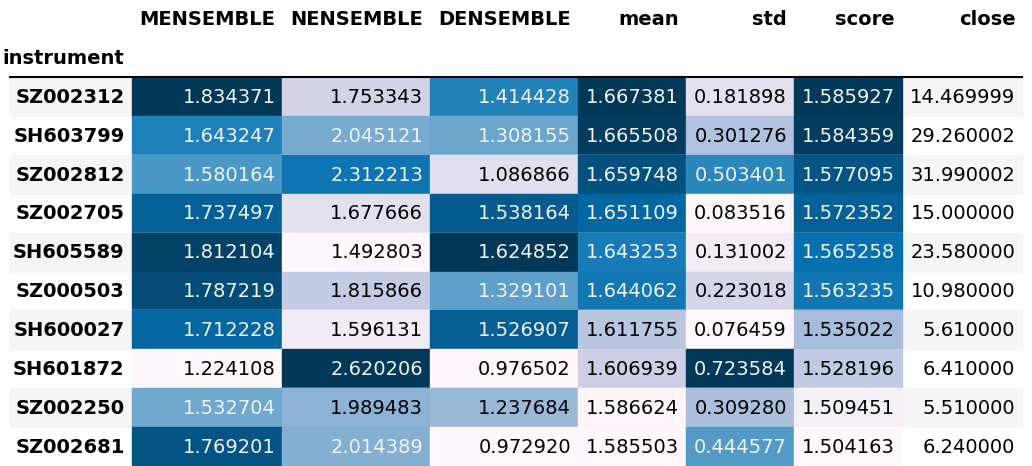 MENSEMBLE NENSEMBLE DENSEMBLE mean std score close
instrument
SZ002312 1.834371 1.753343 1.414428 1.667381 0.181898 1.585927 14.469999
SH603799 1.643247 2.045121 1.308155 1.665508 0.301276 1.584359 29.260002
SZ002812 1.580164 2.312213 1.086866 1.659748 0.503401 1.577095 31.990002
SZ002705 1.737497 1.677666 1.538164 1.651109 0.083516 1.572352 15.000000
SH605589 1.812104 1.492803 1.624852 1.643253 0.131002 1.565258 23.580000
SZ000503 1.787219 1.815866 1.329101 1.644062 0.223018 1.563235 10.980000
SH600027 1.712228 1.596131 1.526907 1.611755 0.076459 1.535022 5.610000
SH601872 1.224108 2.620206 0.976502 1.606939 0.723584 1.528196 6.410000
SZ002250 1.532704 1.989483 1.237684 1.586624 0.309280 1.509451 5.510000
SZ002681 1.769201 2.014389 0.972920 1.585503 0.444577 1.504163 6.240000